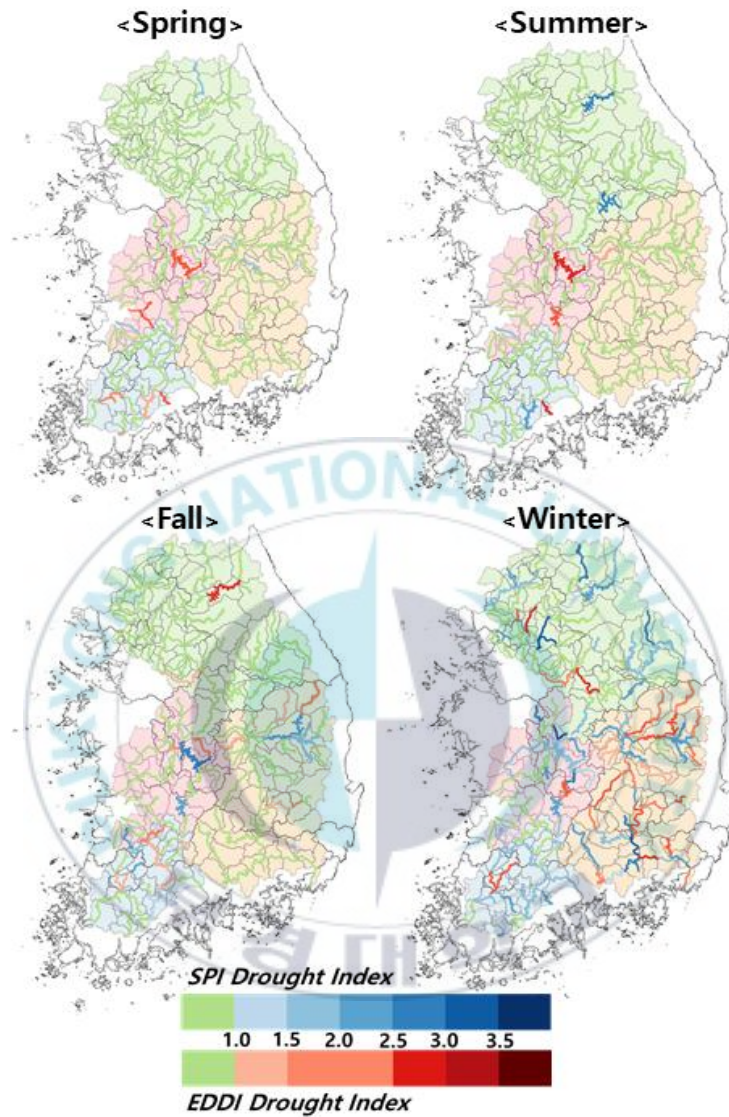 <Spring>
<Summer>
NATIONAL
<Fall>
<Winter>
SPI Drought Index
1.0 1.5 2.0 2.5 3.0 3.5
EDDI Drought Index